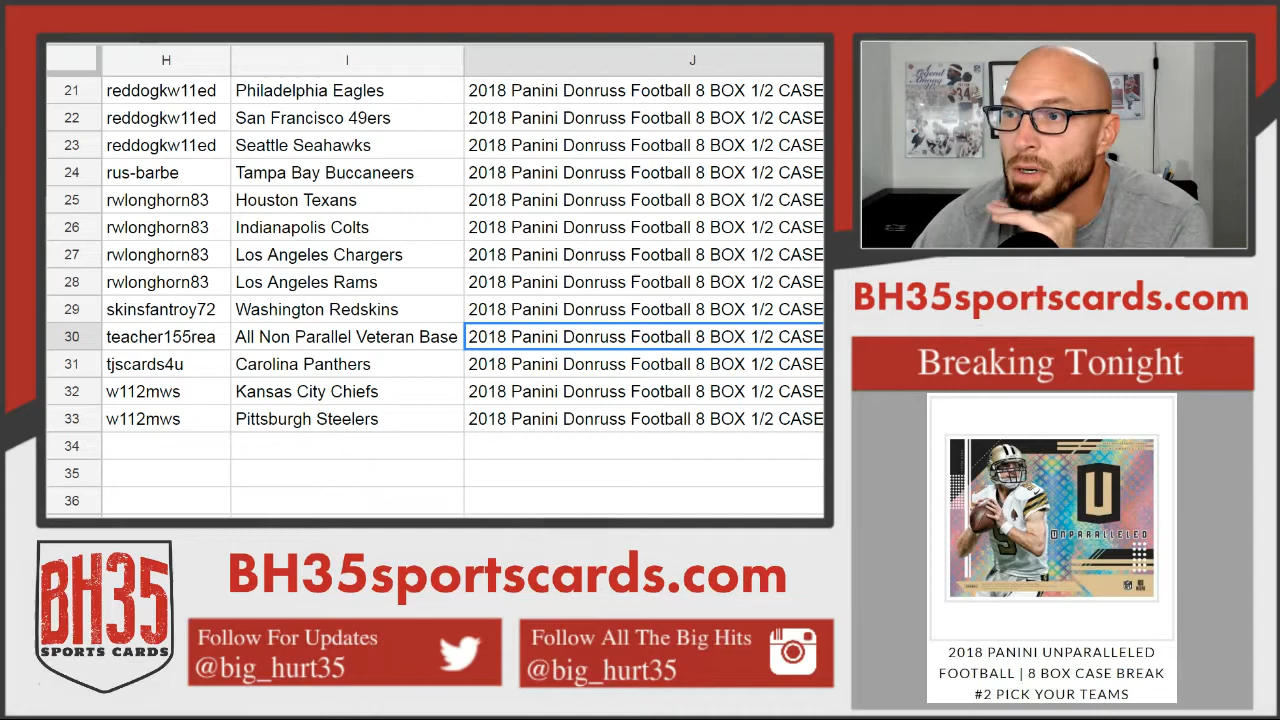 H I J
21 reddogkw11ed Philadelphia Eagles 2018 Panini Donruss Football 8 BOX 1/2 CASE
22 reddogkw11ed San Francisco 49ers 2018 Panini Donruss Football 8 BOX 1/2 CASE
23 reddogkw11ed Seattle Seahawks 2018 Panini Donruss Football 8 BOX 1/2 CASE
24 rus-barbe Tampa Bay Buccaneers 2018 Panini Donruss Football 8 BOX 1/2 CASE
25 rwlonghorn83 Houston Texans 2018 Panini Donruss Football 8 BOX 1/2 CASE
26 rwlonghorn83 Indianapolis Colts 2018 Panini Donruss Football 8 BOX 1/2 CASE
27 rwlonghorn83 Los Angeles Chargers 2018 Panini Donruss Football 8 BOX 1/2 CASE
28 rwlonghorn83 Los Angeles Rams 2018 Panini Donruss Football 8 BOX 1/2 CASE
29 skinsfantroy72 Washington Redskins 2018 Panini Donruss Football 8 BOX 1/2 CASE
30 teacher155rea All Non Parallel Veteran Base 2018 Panini Donruss Football 8 BOX 1/2 CASE
31 tjscards4u Carolina Panthers 2018 Panini Donruss Football 8 BOX 1/2 CASE
32 w112mws Kansas City Chiefs 2018 Panini Donruss Football 8 BOX 1/2 CASE
33 w112mws Pittsburgh Steelers 2018 Panini Donruss Football 8 BOX 1/2 CASE
34
35
36
BH35sportscards.com
Breaking Tonight
U
UNPARALLELED
2018 PANINI UNPARALLELED
FOOTBALL | 8 BOX CASE BREAK
#2 PICK YOUR TEAMS
BH35
SPORTS CARDS
BH35sportscards.com
Follow For Updates
@big_hurt35
Follow All The Big Hits
@big_hurt35